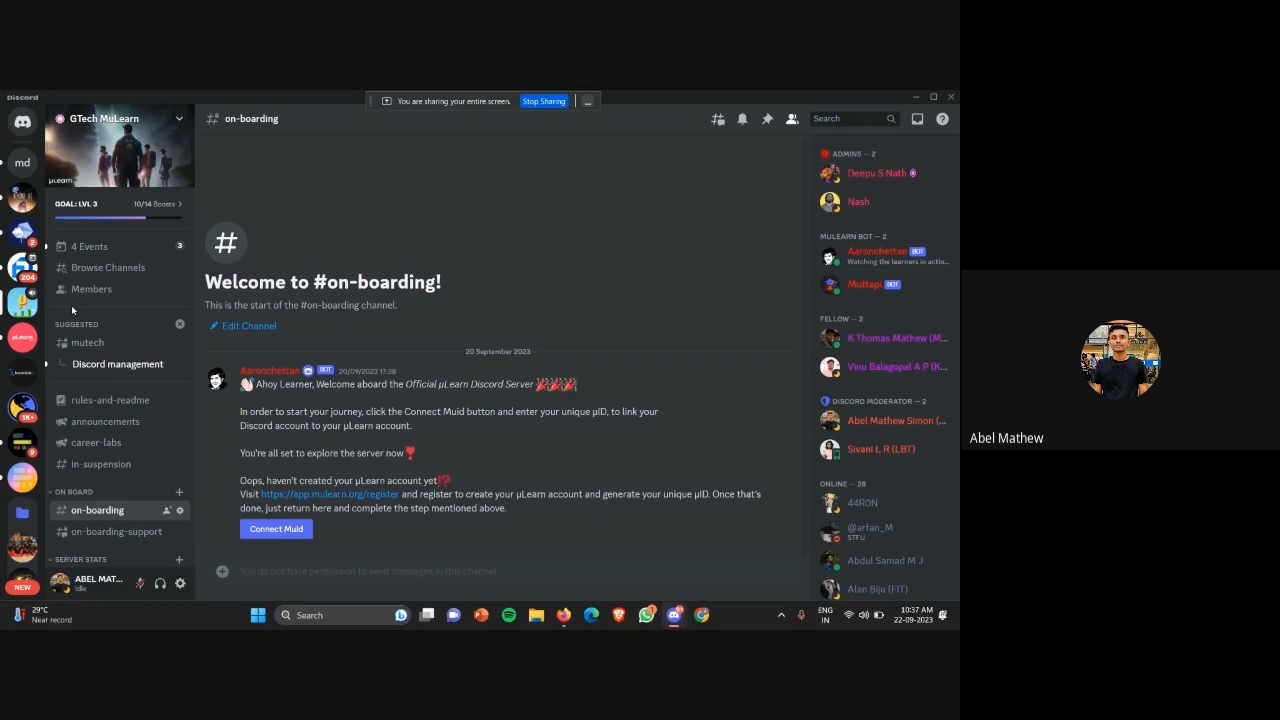 Discord
You are sharing your entire screen.
Stop Sharing
GTech MuLearn
on-boarding
Search
µLearn
GOAL: LVL 3
10/14 Boosts
4 Events
3
Browse Channels
Members
SUGGESTED
mutech
Discord management
rules-and-readme
announcements
career-labs
in-suspension
ON BOARD
on-boarding
on-boarding-support
SERVER STATS
ABEL MAT...
Idle
md
2
204
µLearn
1K+
9
NEW
Welcome to #on-boarding!
This is the start of the #on-boarding channel.
Edit Channel
20 September 2023
Aaronchettan BOT 20/09/2023 17:38
Ahoy Learner, Welcome aboard the Official µLearn Discord Server
In order to start your journey, click the Connect Muid button and enter your unique µID, to link your
Discord account to your µLearn account.
You're all set to explore the server now
Oops, haven't created your µLearn account yet
Visit https://app.mulearn.org/register and register to create your µLearn account and generate your unique µID. Once that's
done, just return here and complete the step mentioned above.
Connect Muid
You do not have permission to send messages in this channel.
ADMINS — 2
Deepu S Nath
Nash
MULEARN BOT — 2
Aaronchettan BOT
Watching the learners in actio...
Muttapi BOT
FELLOW — 2
K Thomas Mathew (M...
Vinu Balagopal A P (K...
DISCORD MODERATOR — 2
Abel Mathew Simon (...
Sivani L R (LBT)
ONLINE — 28
44RON
@arfan_M
STFU
Abdul Samad M J
Alan Biju (FIT)
29°C
Near record
Search
ENG
IN
10:37 AM
22-09-2023
Abel Mathew